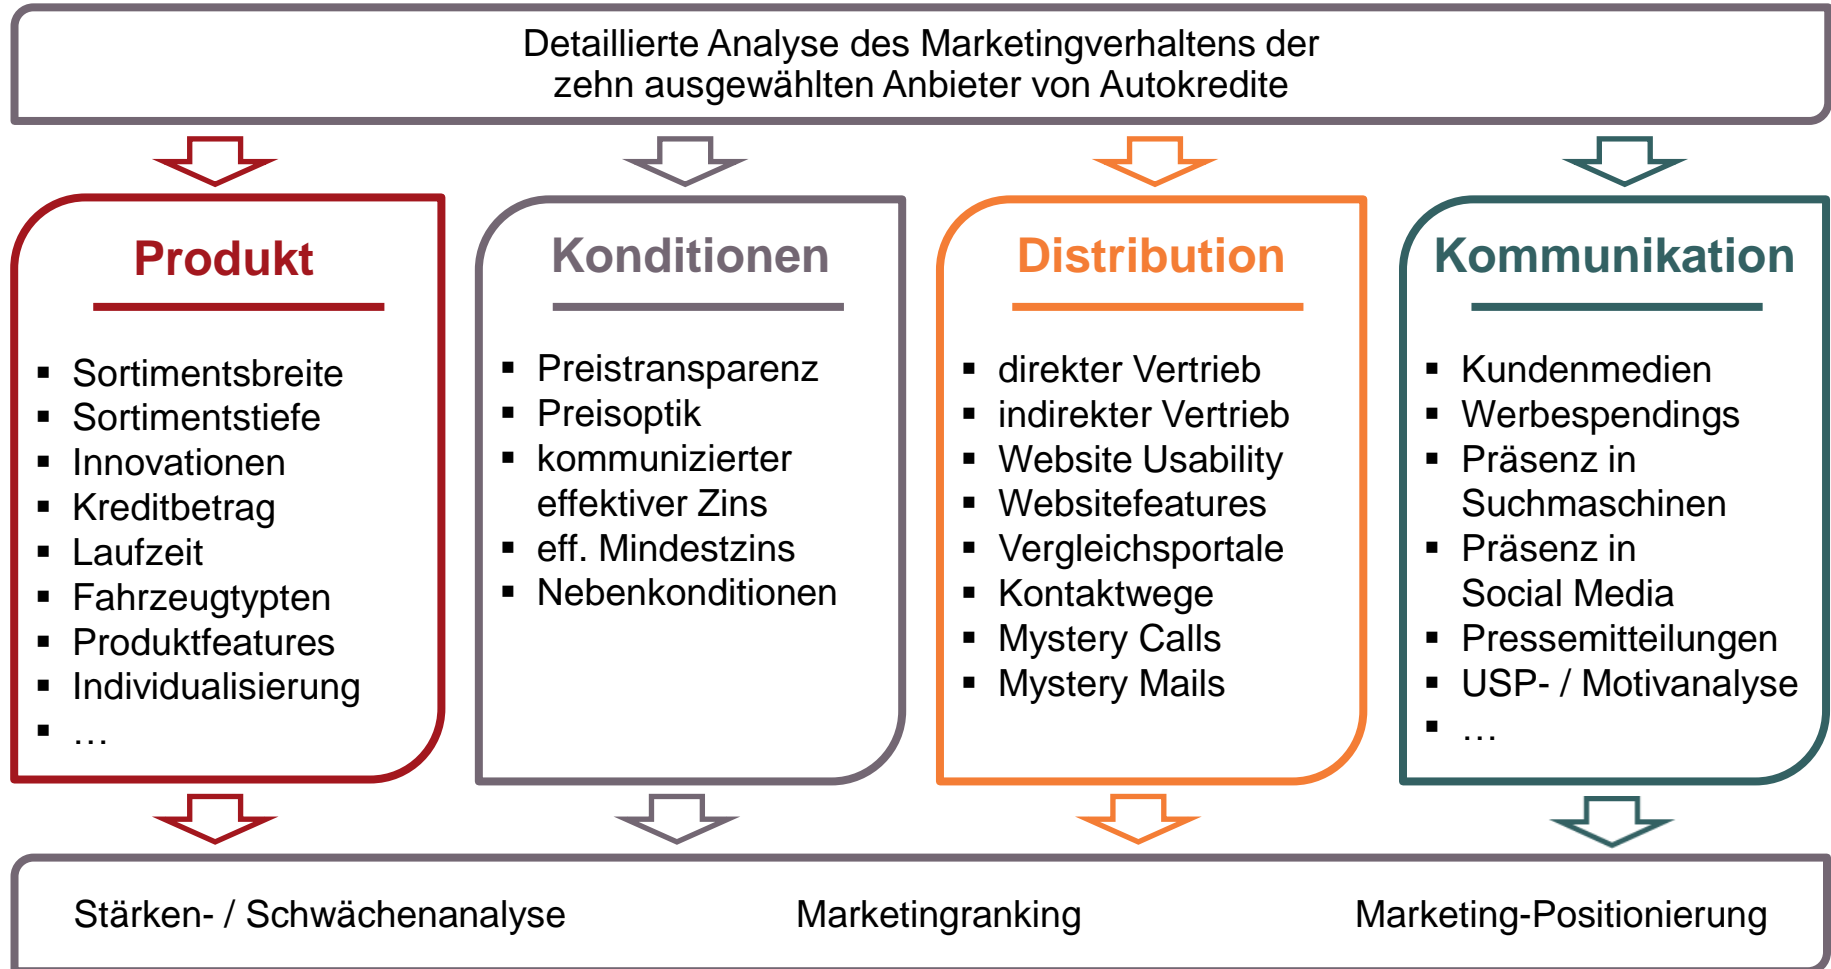 Detaillierte Analyse des Marketingverhaltens der
zehn ausgewählten Anbieter von Autokredite
Produkt
▪ Sortimentsbreite
▪ Sortimentstiefe
▪ Innovationen
▪ Kreditbetrag
▪ Laufzeit
▪ Fahrzeugtypten
▪ Produktfeatures
▪ Individualisierung
▪ …
Konditionen
▪ Preistransparenz
▪ Preisoptik
▪ kommunizierter
effektiver Zins
▪ eff. Mindestzins
▪ Nebenkonditionen
Distribution
▪ direkter Vertrieb
▪ indirekter Vertrieb
▪ Website Usability
▪ Websitefeatures
▪ Vergleichsportale
▪ Kontaktwege
▪ Mystery Calls
▪ Mystery Mails
Kommunikation
▪ Kundenmedien
▪ Werbespendings
▪ Präsenz in
Suchmaschinen
▪ Präsenz in
Social Media
▪ Pressemitteilungen
▪ USP- / Motivanalyse
▪ …
Stärken- / Schwächenanalyse
Marketingranking
Marketing-Positionierung